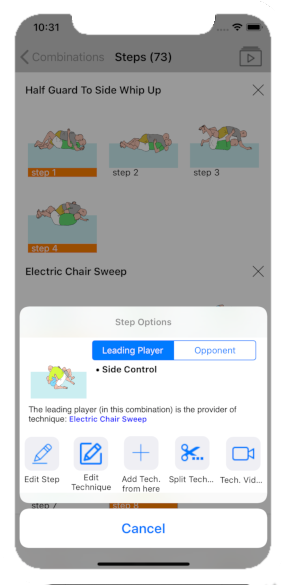 10:31
Combinations Steps (73)
Half Guard To Side Whip Up
step 1 step 2 step 3
step 4
Electric Chair Sweep
Step Options
Leading Player Opponent
• Side Control
The leading player (in this combination) is the provider of
technique: Electric Chair Sweep
Edit Step Edit Technique Add Tech. from here Split Tech... Tech. Vid...
step 7 step 8
Cancel